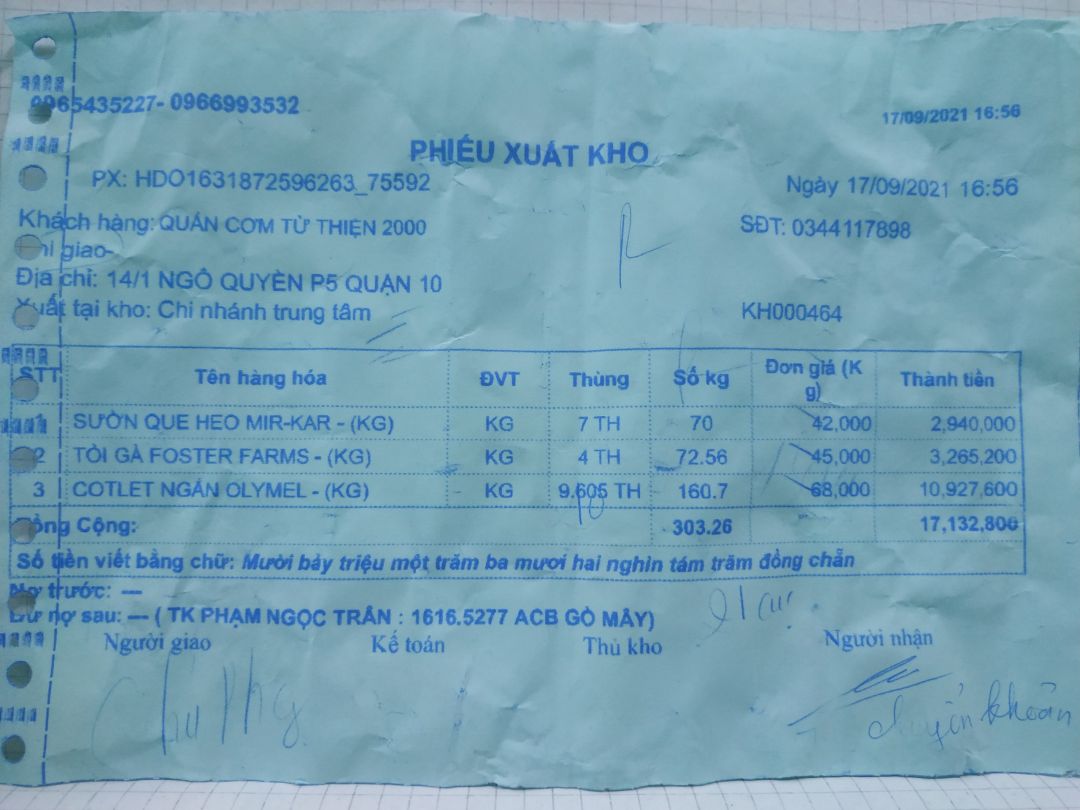 0965435227- 0966993532
17/09/2021 16:56
PHIẾU XUẤT KHO
PX: HDO1631872596263_75592
Ngày 17/09/2021 16:56
Khách hàng: QUÁN CƠM TỪ THIỆN 2000
SĐT: 0344117898
Khi giao-
Địa chỉ: 14/1 NGÔ QUYỀN P5 QUẬN 10
Xuất tại kho: Chi nhánh trung tâm
KH000464
STT Tên hàng hóa ĐVT Thùng Số kg Đơn giá (K
g) Thành tiền
1 SƯỜN QUE HEO MIR-KAR - (KG) KG 7 TH 70 42,000 2,940,000
2 TỎI GÀ FOSTER FARMS - (KG) KG 4 TH 72.56 45,000 3,265,200
3 COTLET NGẮN OLYMEL - (KG) KG 9.605 TH 160.7 68,000 10,927,600
10
Tổng Cộng: 303.26 17,132,800
Số tiền viết bằng chữ: Mười bảy triệu một trăm ba mươi hai nghìn tám trăm đồng chẵn
Nợ trước: ---
Dư nợ sau: --- ( TK PHẠM NGỌC TRÂN : 1616.5277 ACB GÒ MÂY)
Người giao Kế toán Thủ kho Người nhận
chuyển khoản